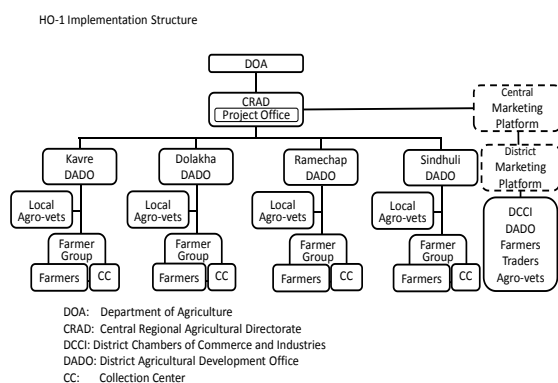 HO-1 Implementation Structure
DOA
CRAD
Project Office
Central
Marketing
Platform
District
Marketing
Platform
Kavre
DADO
Dolakha
DADO
Ramechap
DADO
Sindhuli
DADO
Local
Agro-vets
Local
Agro-vets
Local
Agro-vets
Local
Agro-vets
DCCI
DADO
Farmers
Traders
Agro-vets
Farmer
Group
Farmers
CC
Farmer
Group
Farmers
CC
Farmer
Group
Farmers
CC
Farmer
Group
Farmers
CC
DOA: Department of Agriculture
CRAD: Central Regional Agricultural Directorate
DCCI: District Chambers of Commerce and Industries
DADO: District Agricultural Development Office
CC: Collection Center